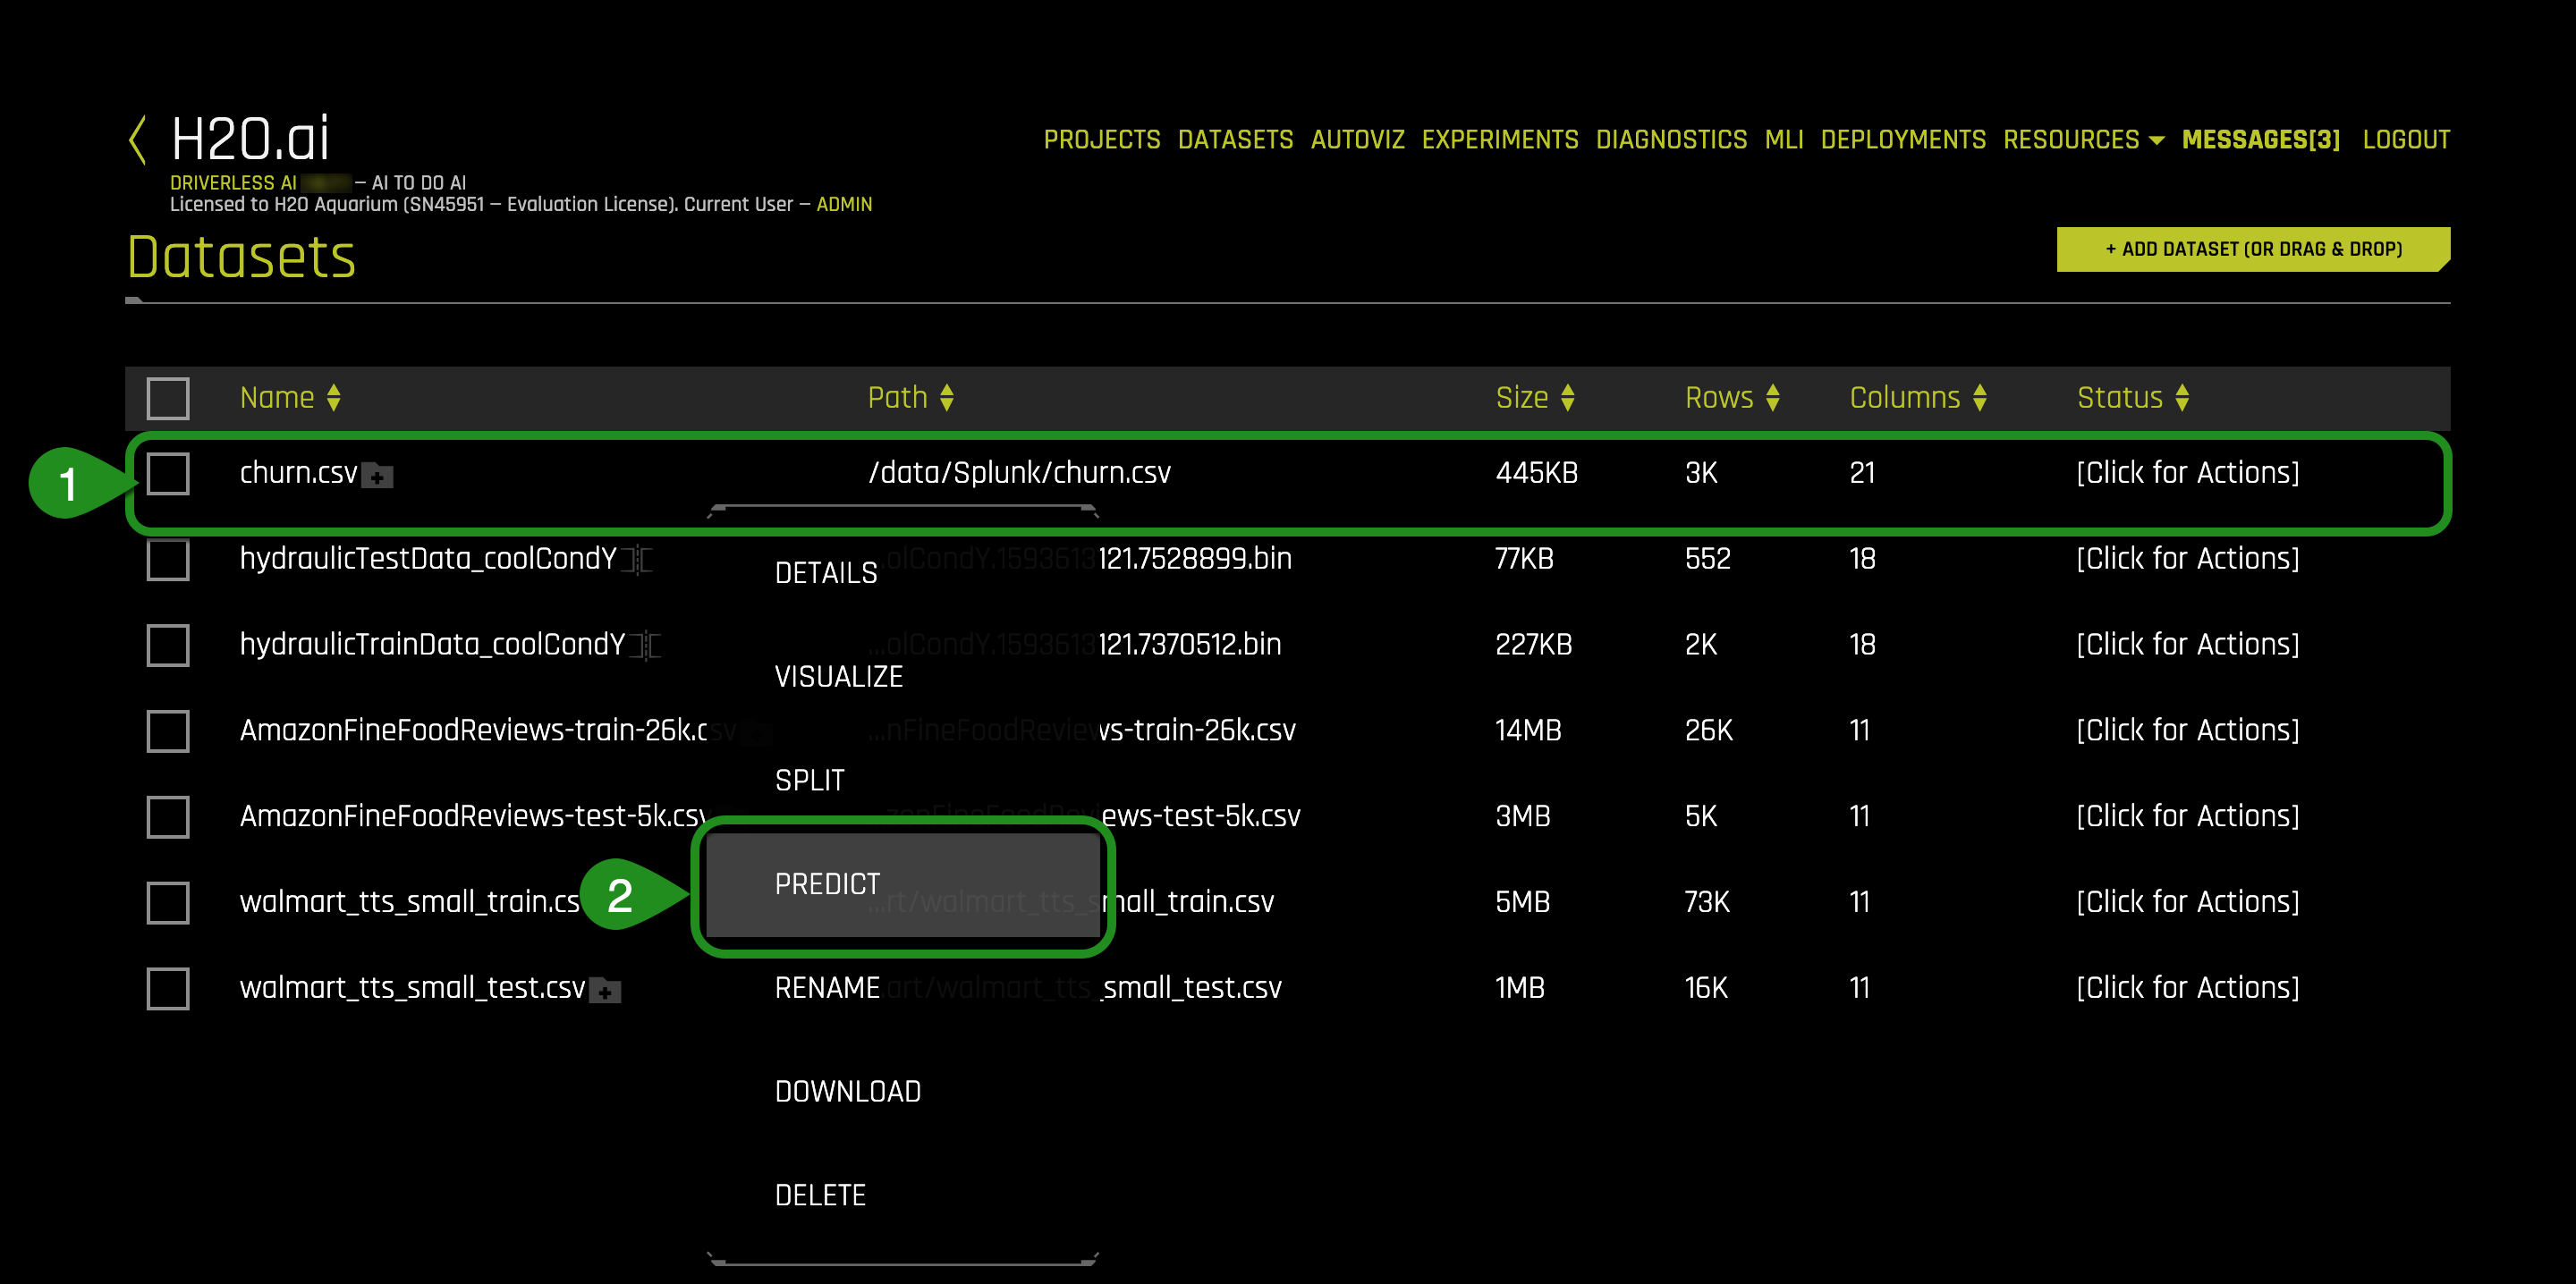 H2O.ai
PROJECTS DATASETS AUTOVIZ EXPERIMENTS DIAGNOSTICS MLI DEPLOYMENTS RESOURCES MESSAGES[3] LOGOUT
DRIVERLESS AI — AI TO DO AI
Licensed to H2O Aquarium (SN45951 — Evaluation License). Current User — ADMIN
Datasets
+ ADD DATASET (OR DRAG & DROP)
Name Path Size Rows Columns Status
1
churn.csv /data/Splunk/churn.csv 445KB 3K 21 [Click for Actions]
hydraulicTestData_coolCondY ...olCondY.1593613121.7528899.bin 77KB 552 18 [Click for Actions]
DETAILS
hydraulicTrainData_coolCondY ...olCondY.1593613121.7370512.bin 227KB 2K 18 [Click for Actions]
VISUALIZE
AmazonFineFoodReviews-train-26k.csv ...nFineFoodReviews-train-26k.csv 14MB 26K 11 [Click for Actions]
SPLIT
AmazonFineFoodReviews-test-5k.csv ...zonFineFoodReviews-test-5k.csv 3MB 5K 11 [Click for Actions]
PREDICT
2
walmart_tts_small_train.cs ...rt/walmart_tts_small_train.csv 5MB 73K 11 [Click for Actions]
walmart_tts_small_test.csv ...art/walmart_tts_small_test.csv 1MB 16K 11 [Click for Actions]
RENAME
DOWNLOAD
DELETE